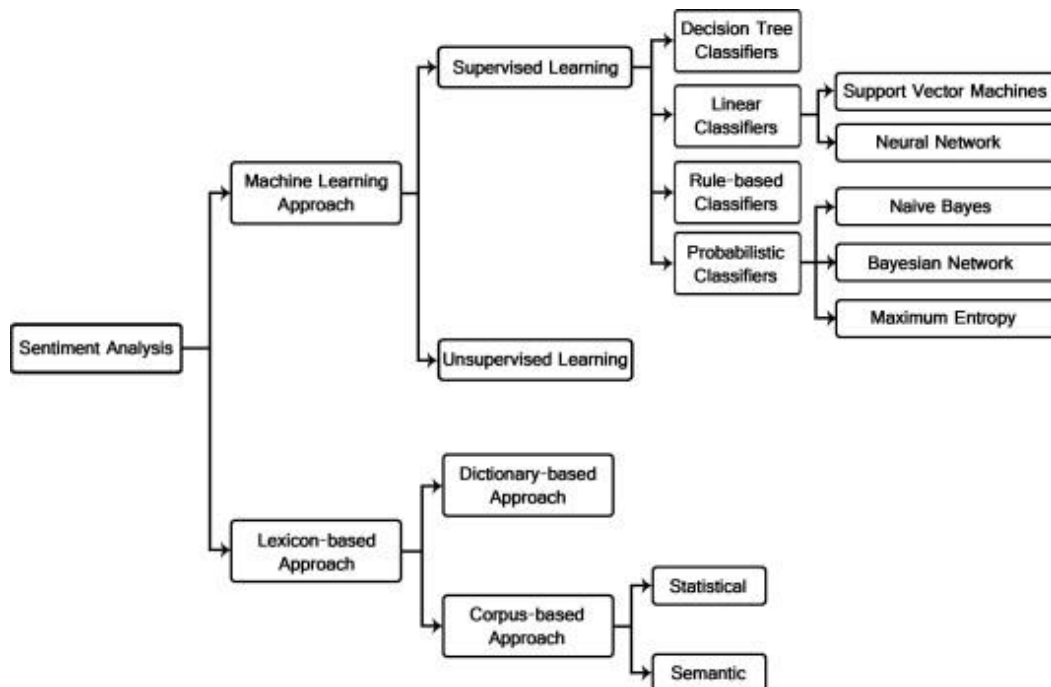 Decision Tree
Classifiers
Supervised Learning
Support Vector Machines
Linear
Classifiers
Neural Network
Machine Learning
Approach
Rule-based
Classifiers
Naive Bayes
Probabilistic
Classifiers
Bayesian Network
Maximum Entropy
Sentiment Analysis
Unsupervised Learning
Dictionary-based
Approach
Lexicon-based
Approach
Statistical
Corpus-based
Approach
Semantic